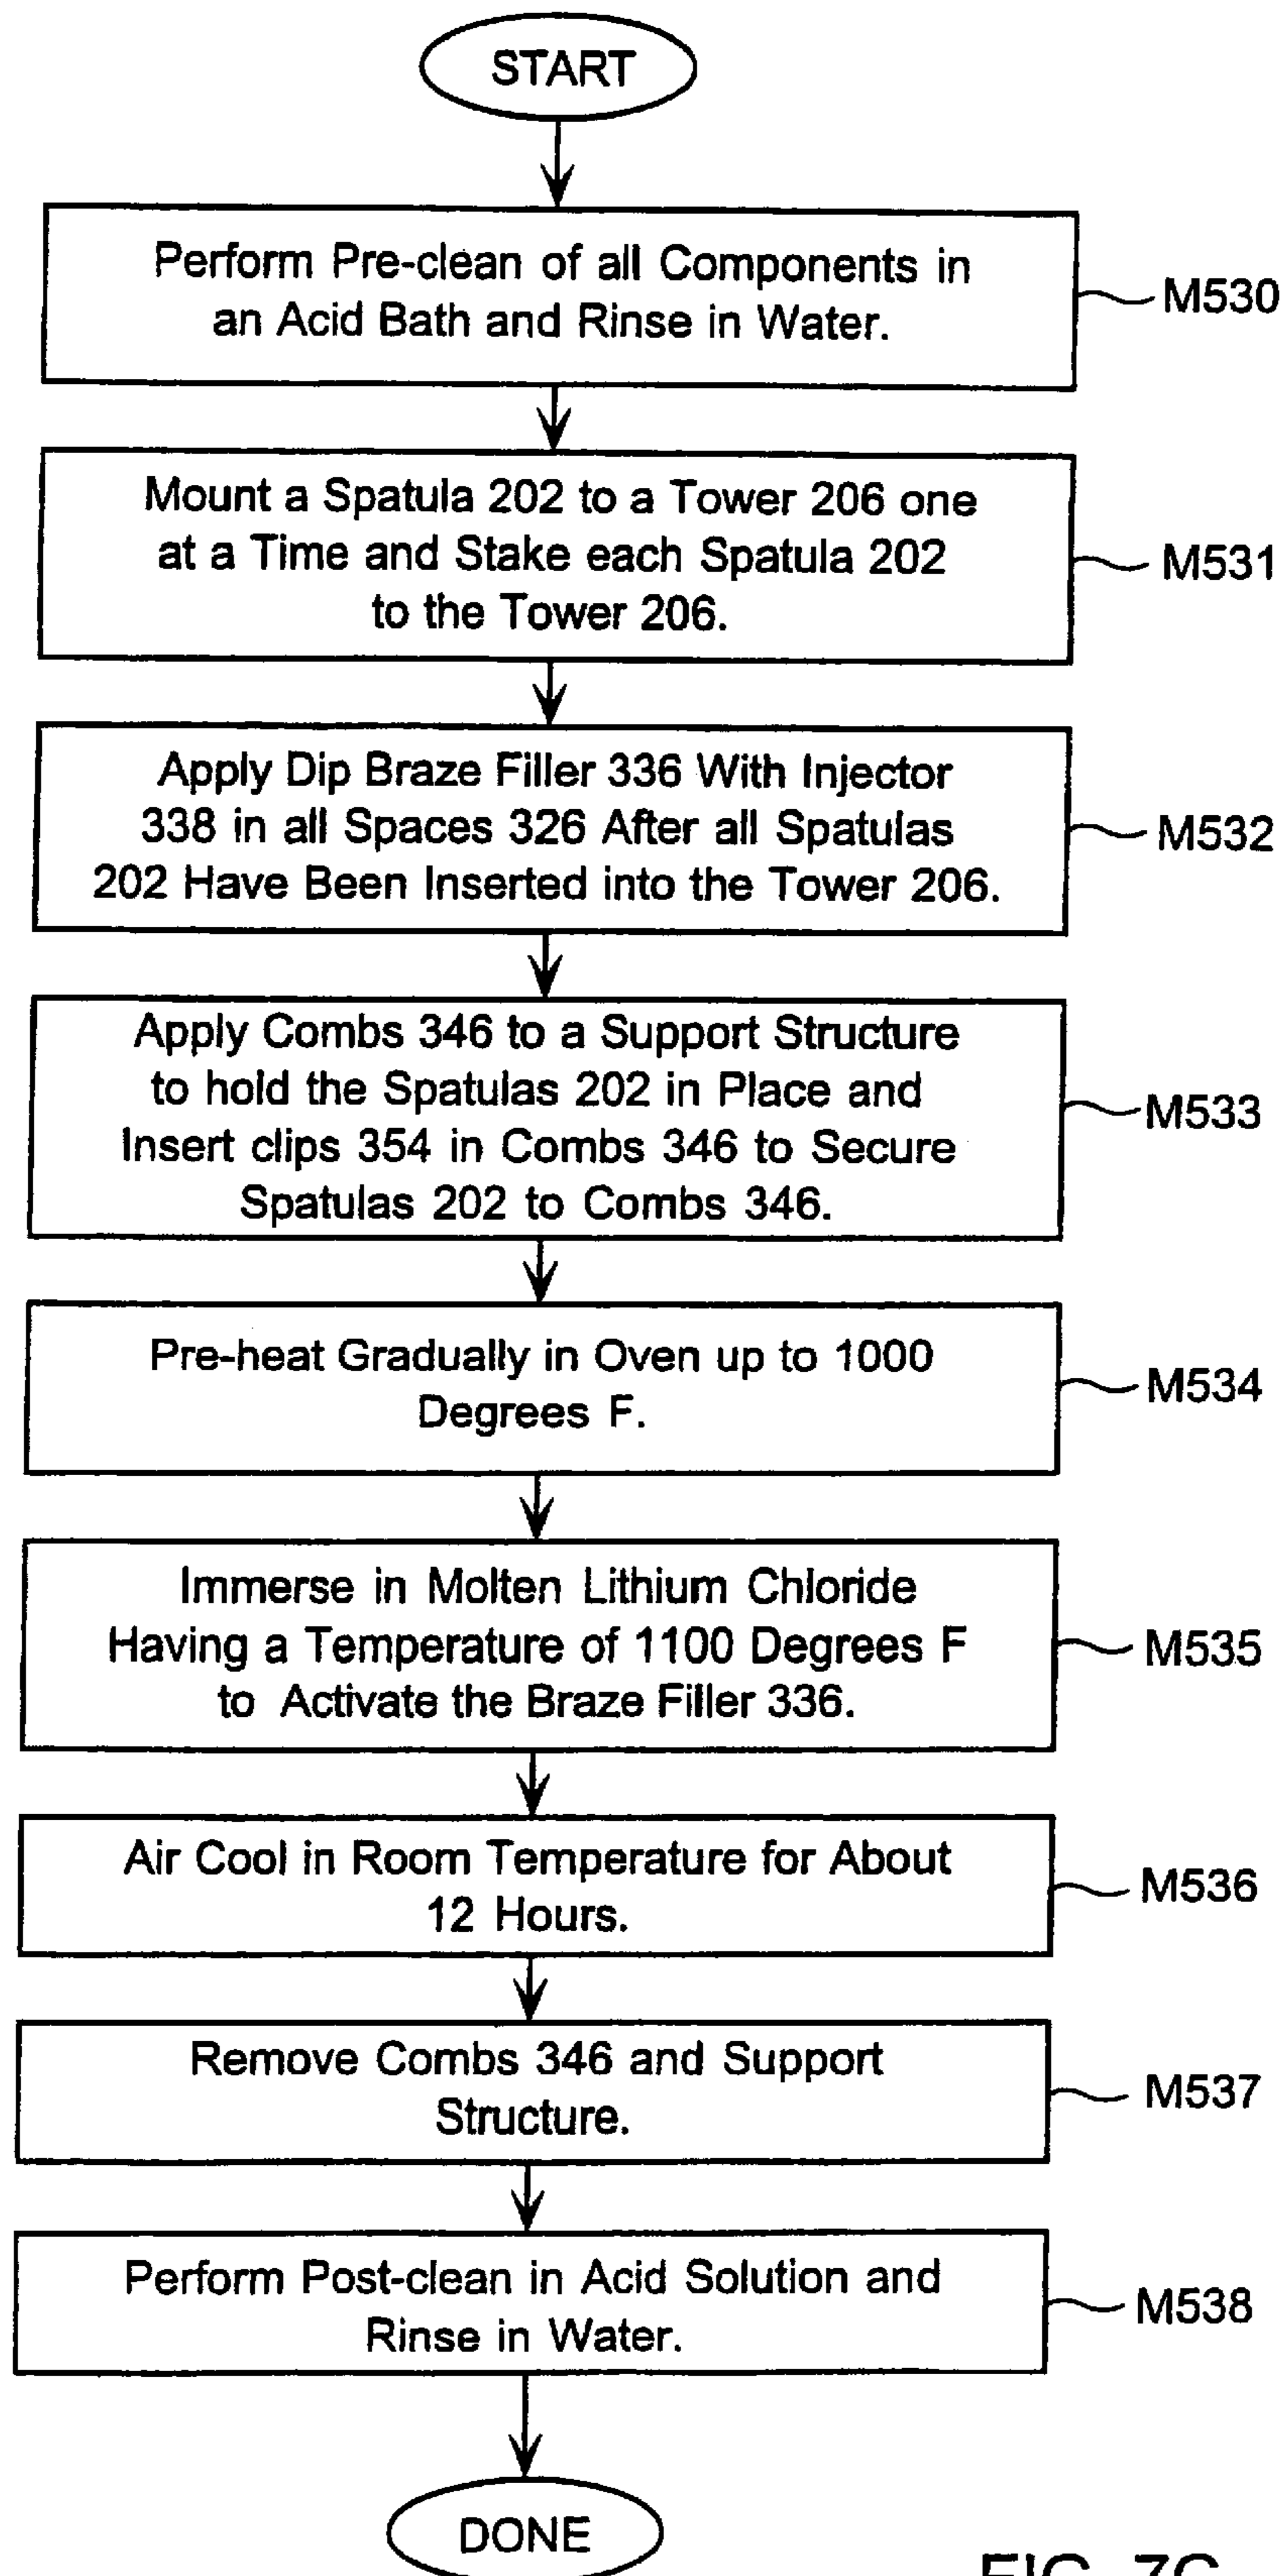 START
Perform Pre-clean of all Components in
an Acid Bath and Rinse in Water.
M530
Mount a Spatula 202 to a Tower 206 one
at a Time and Stake each Spatula 202
to the Tower 206.
M531
Apply Dip Braze Filler 336 With Injector
338 in all Spaces 326 After all Spatulas
202 Have Been Inserted into the Tower 206.
M532
Apply Combs 346 to a Support Structure
to hold the Spatulas 202 in Place and
Insert clips 354 in Combs 346 to Secure
Spatulas 202 to Combs 346.
M533
Pre-heat Gradually in Oven up to 1000
Degrees F.
M534
Immerse in Molten Lithium Chloride
Having a Temperature of 1100 Degrees F
to Activate the Braze Filler 336.
M535
Air Cool in Room Temperature for About
12 Hours.
M536
Remove Combs 346 and Support
Structure.
M537
Perform Post-clean in Acid Solution and
Rinse in Water.
M538
DONE